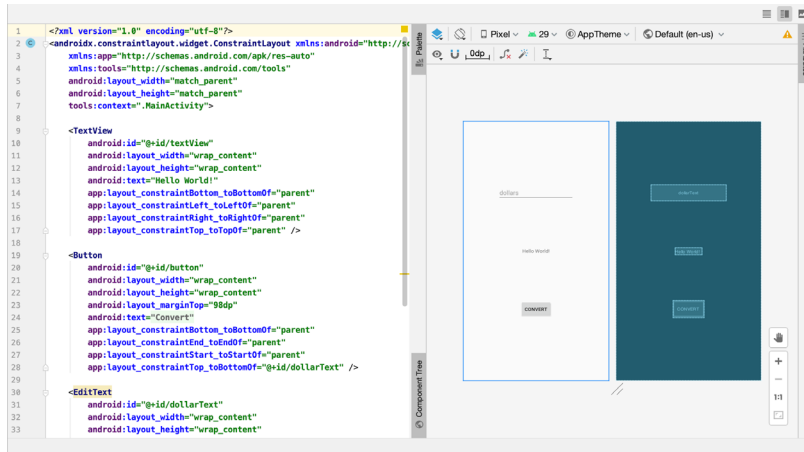 1 <?xml version="1.0" encoding="utf-8"?>
2 <androidx.constraintlayout.widget.ConstraintLayout xmlns:android="http://sc
3 xmlns:app="http://schemas.android.com/apk/res-auto"
4 xmlns:tools="http://schemas.android.com/tools"
5 android:layout_width="match_parent"
6 android:layout_height="match_parent"
7 tools:context=".MainActivity">
8
9 <TextView
10 android:id="@+id/textView"
11 android:layout_width="wrap_content"
12 android:layout_height="wrap_content"
13 android:text="Hello World!"
14 app:layout_constraintBottom_toBottomOf="parent"
15 app:layout_constraintLeft_toLeftOf="parent"
16 app:layout_constraintRight_toRightOf="parent"
17 app:layout_constraintTop_toTopOf="parent" />
18
19 <Button
20 android:id="@+id/button"
21 android:layout_width="wrap_content"
22 android:layout_height="wrap_content"
23 android:layout_marginTop="98dp"
24 android:text="Convert"
25 app:layout_constraintBottom_toBottomOf="parent"
26 app:layout_constraintEnd_toEndOf="parent"
27 app:layout_constraintStart_toStartOf="parent"
28 app:layout_constraintTop_toBottomOf="@+id/dollarText" />
29
30 <EditText
31 android:id="@+id/dollarText"
32 android:layout_width="wrap_content"
33 android:layout_height="wrap_content"
Palette
Component Tree
Pixel 29 AppTheme Default (en-us)
0dp
dollars
Hello World!
CONVERT
dollarText
Hello World!
CONVERT
1:1